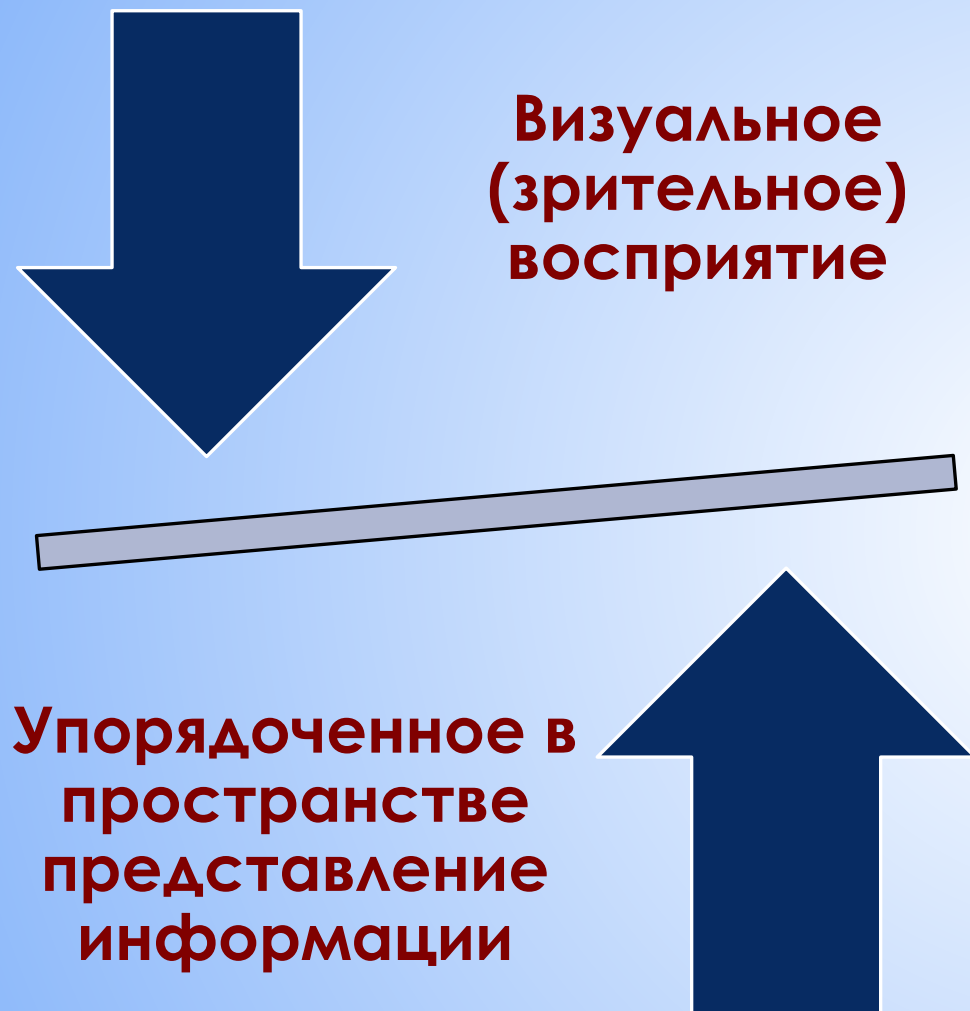 Визуальное
(зрительное)
восприятие
Упорядоченное в
пространстве
представление
информации